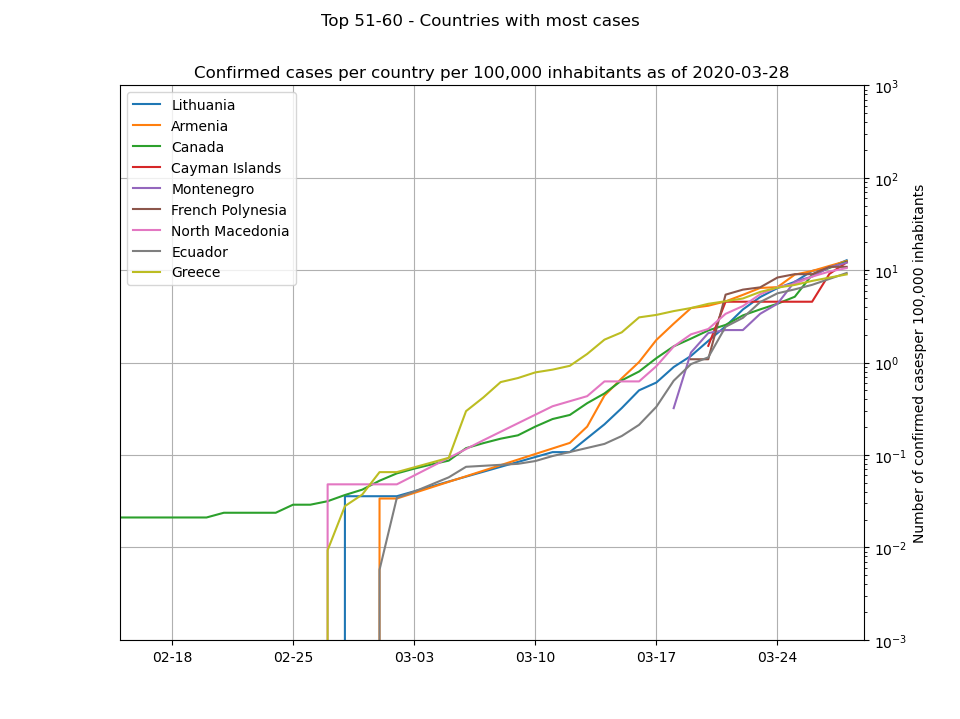 Top 51-60 - Countries with most cases
Confirmed cases per country per 100,000 inhabitants as of 2020-03-28
Lithuania
Armenia
Canada
Cayman Islands
Montenegro
French Polynesia
North Macedonia
Ecuador
Greece
10³
10²
10¹
10⁰
10⁻¹
10⁻²
10⁻³
Number of confirmed casesper 100,000 inhabitants
02-18 02-25 03-03 03-10 03-17 03-24